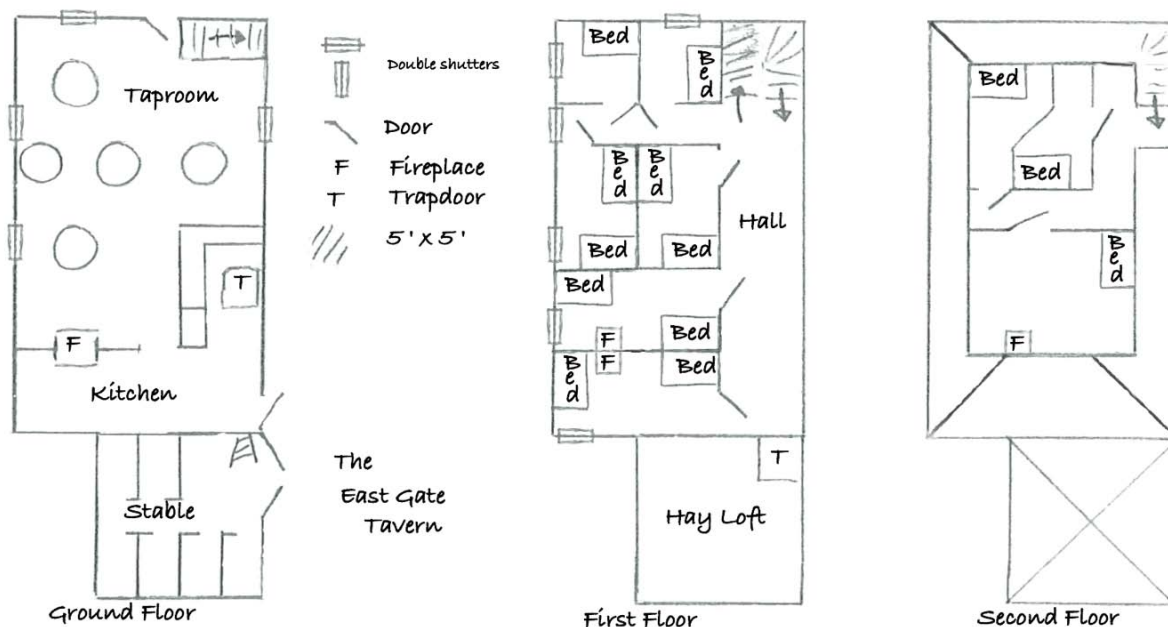 Taproom
F
Kitchen
T
Stable
Ground Floor
Double shutters
Door
F Fireplace
T Trapdoor
5' x 5'
The
East Gate
Tavern
Bed
Bed
Bed
Bed
Hall
Bed
Bed
Bed
Bed
F
F
Bed
Bed
T
Hay Loft
First Floor
Bed
Bed
Bed
F
Second Floor